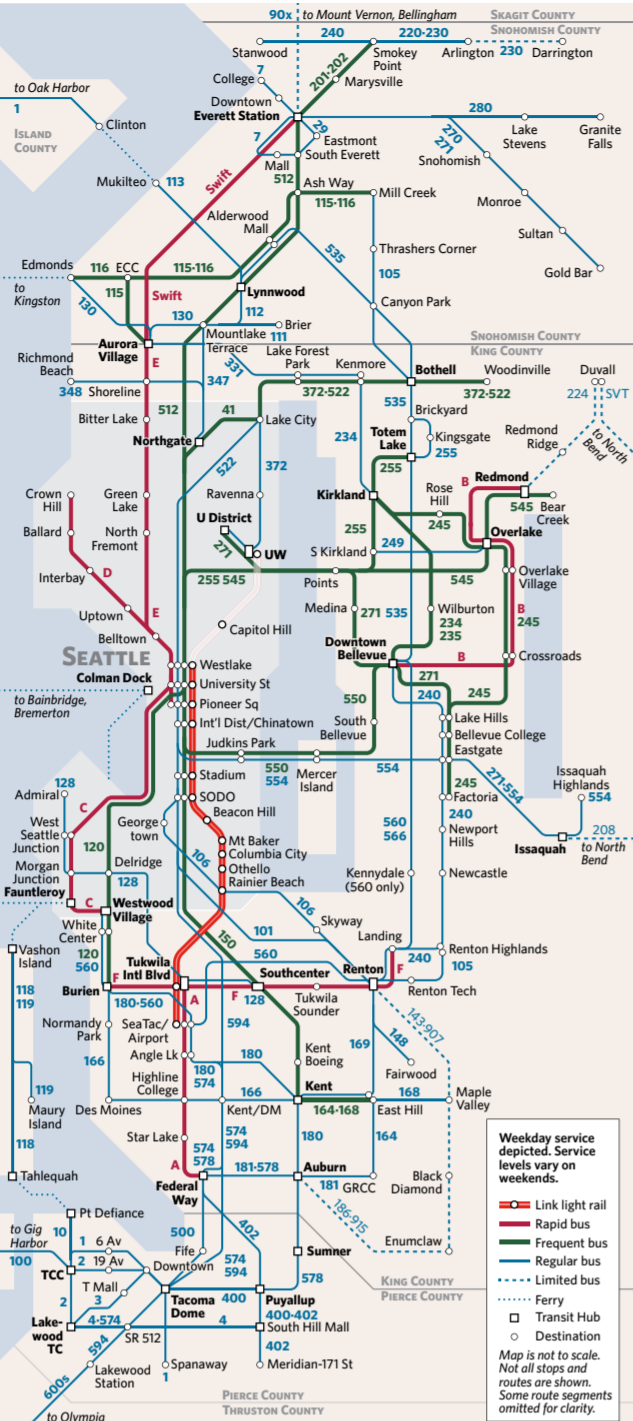 90x
to Mount Vernon, Bellingham
SKAGIT COUNTY
SNOHOMISH COUNTY
240
220-230
Stanwood
Smokey
Point
Arlington
230
Darrington
201-202
Marysville
College
7
to Oak Harbor
1
Downtown
Everett Station
280
Clinton
ISLAND
COUNTY
29
7
Eastmont
South Everett
Mall
270
271
Lake
Stevens
Granite
Falls
Snohomish
512
Swift
Mukilteo
113
Ash Way
115-116
Mill Creek
Monroe
Alderwood
Mall
Sultan
535
Thrashers Corner
Gold Bar
Edmonds
116
ECC
115-116
105
to
Kingston
115
130
Swift
Lynnwood
Canyon Park
130
112
Brier
111
Aurora
Village
Mountlake
Terrace
SNOHOMISH COUNTY
KING COUNTY
Richmond
Beach
E
331
Lake Forest
Park
Kenmore
Bothell
Woodinville
Duvall
348
Shoreline
347
372-522
372-522
224
SVT
535
Bitter Lake
512
41
Lake City
234
Brickyard
Northgate
Totem
Lake
Kingsgate
255
Redmond
Ridge
to North
Bend
522
372
255
Crown
Hill
Green
Lake
Ravenna
Kirkland
Rose
Hill
B
Redmond
545
Bear
Creek
U District
245
Ballard
North
Fremont
271
UW
255
249
Overlake
S Kirkland
Interbay
D
255 545
Points
545
Overlake
Village
Uptown
E
Medina
271
535
Wilburton
234
235
B
245
Belltown
Capitol Hill
SEATTLE
Downtown
Bellevue
B
Crossroads
Westlake
Colman Dock
University St
271
240
245
to Bainbridge,
Bremerton
Pioneer Sq
550
Lake Hills
Int'l Dist/Chinatown
South
Bellevue
Bellevue College
Judkins Park
Eastgate
550
554
Mercer
Island
554
271-554
Issaquah
Highlands
128
Stadium
245
554
Admiral
SODO
Factoria
C
Beacon Hill
240
West
Seattle
Junction
George
town
560
566
Newport
Hills
208
Issaquah
to North
Bend
120
106
Mt Baker
Columbia City
Morgan
Junction
Delridge
Othello
Kennydale
(560 only)
Newcastle
128
Rainier Beach
Fauntleroy
C
Westwood
Village
106
Skyway
White
Center
101
Landing
Vashon
Island
120
560
150
560
240
Renton Highlands
105
Tukwila
Intl Blvd
Southcenter
Renton
F
118
119
Burien
F
A
F
128
Renton Tech
180-560
Tukwila
Sounder
143-907
Normandy
Park
SeaTac/
Airport
594
Kent
Boeing
169
148
166
Angle Lk
180
180
574
Fairwood
119
Highline
College
Kent
168
Maple
Valley
Maury
Island
Des Moines
166
Kent/DM
164-168
East Hill
118
Star Lake
574
594
180
164
574
578
Tahlequah
A
181-578
Auburn
Black
Diamond
Federal
Way
181
GRCC
Pt Defiance
186-915
to Gig
Harbor
10
1
6 Av
500
402
Enumclaw
100
2
19 Av
Fife
Sumner
TCC
Downtown
574
594
578
KING COUNTY
PIERCE COUNTY
T Mall
3
Tacoma
Dome
400
Puyallup
400-402
2
Lake-
wood
TC
4-574
SR 512
4
South Hill Mall
402
594
600s
Lakewood
Station
Spanaway
1
Meridian-171 St
PIERCE COUNTY
THURSTON COUNTY
to Olympia
Weekday service
depicted. Service
levels vary on
weekends.
Link light rail
Rapid bus
Frequent bus
Regular bus
Limited bus
Ferry
Transit Hub
Destination
Map is not to scale.
Not all stops and
routes are shown.
Some route segments
omitted for clarity.